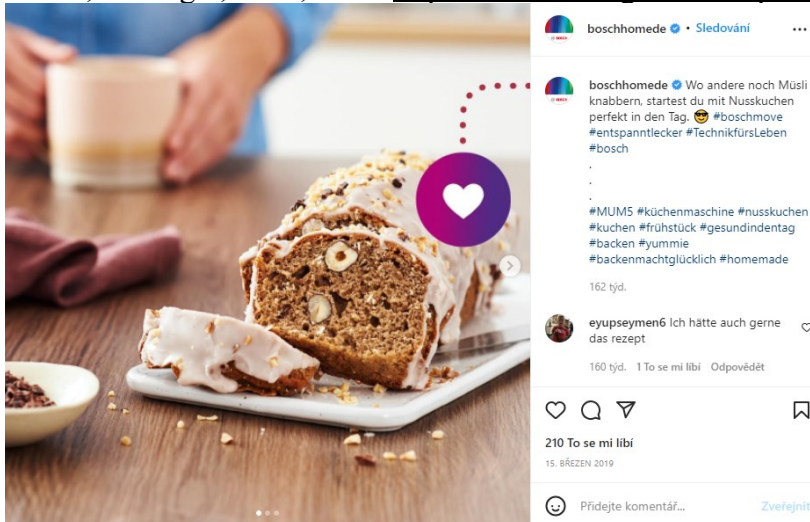 boschhomede • Sledování
boschhomede Wo andere noch Müsli
knabbern, startest du mit Nusskuchen
perfekt in den Tag. 😎 #boschmove
#entspanntlecker #TechnikfürsLeben
#bosch
.
.
.
#MUM5 #küchenmaschine #nusskuchen
#kuchen #frühstück #gesundindentag
#backen #yummie
#backenmachtglücklich #homemade
162 týd.
eyupseymen6 Ich hätte auch gerne
das rezept
160 týd. 1 To se mi líbí Odpovědět
210 To se mi líbí
15. BŘEZEN 2019
Přidejte komentář... Zveřejnit